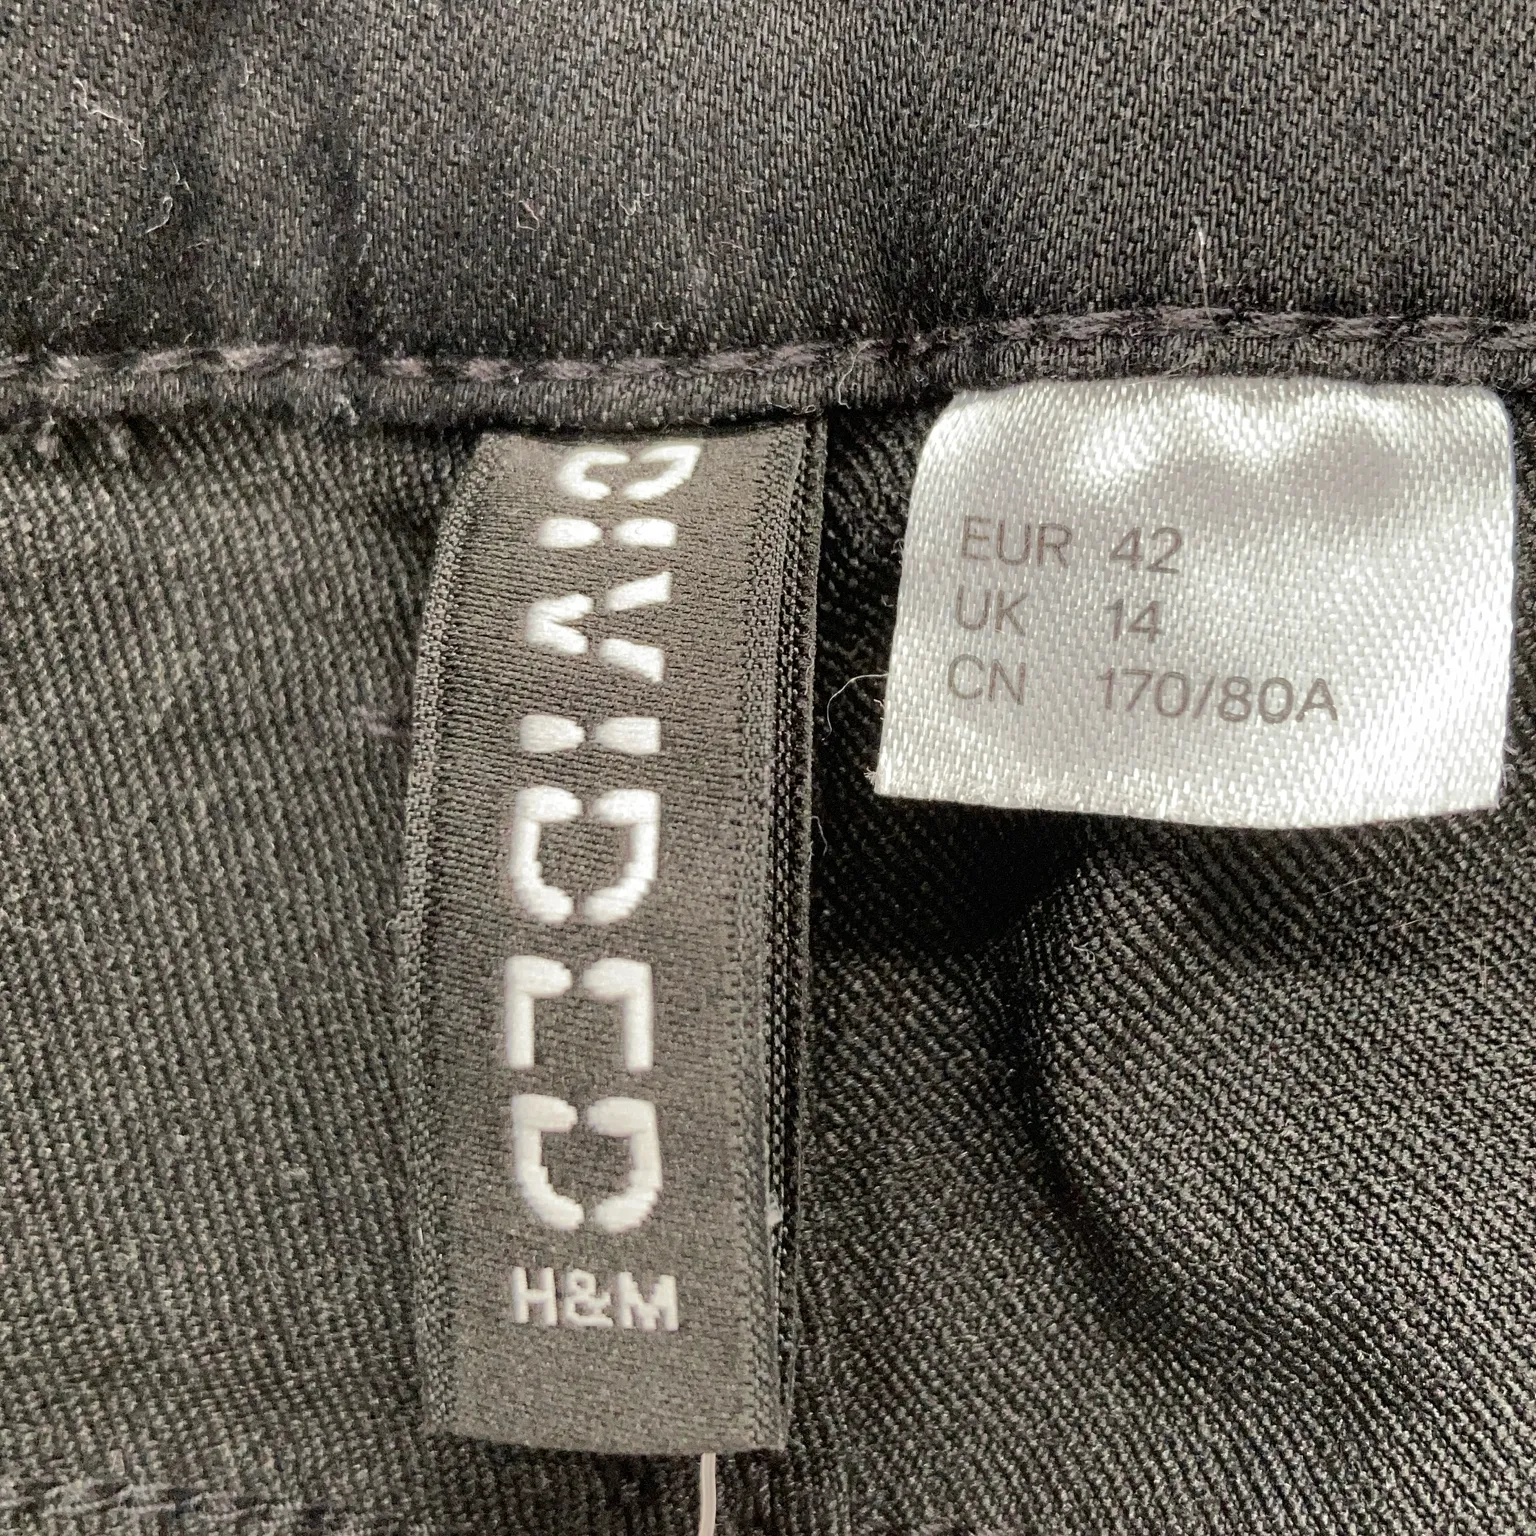 DIVIDED
H&M
EUR 42
UK 14
CN 170/80A